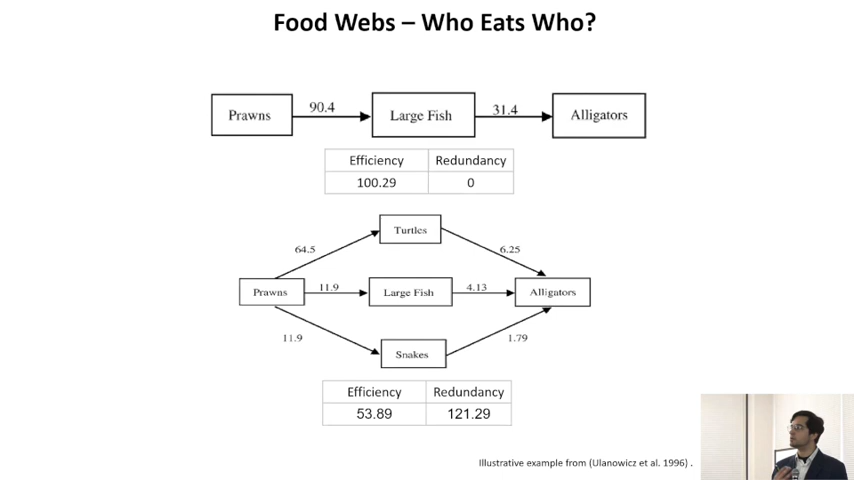 Food Webs – Who Eats Who?
Prawns 90.4 Large Fish 31.4 Alligators
Efficiency Redundancy
100.29 0
Turtles
64.5 6.25
Prawns 11.9 Large Fish 4.13 Alligators
11.9 1.79
Snakes
Efficiency Redundancy
53.89 121.29
Illustrative example from (Ulanowicz et al. 1996) .